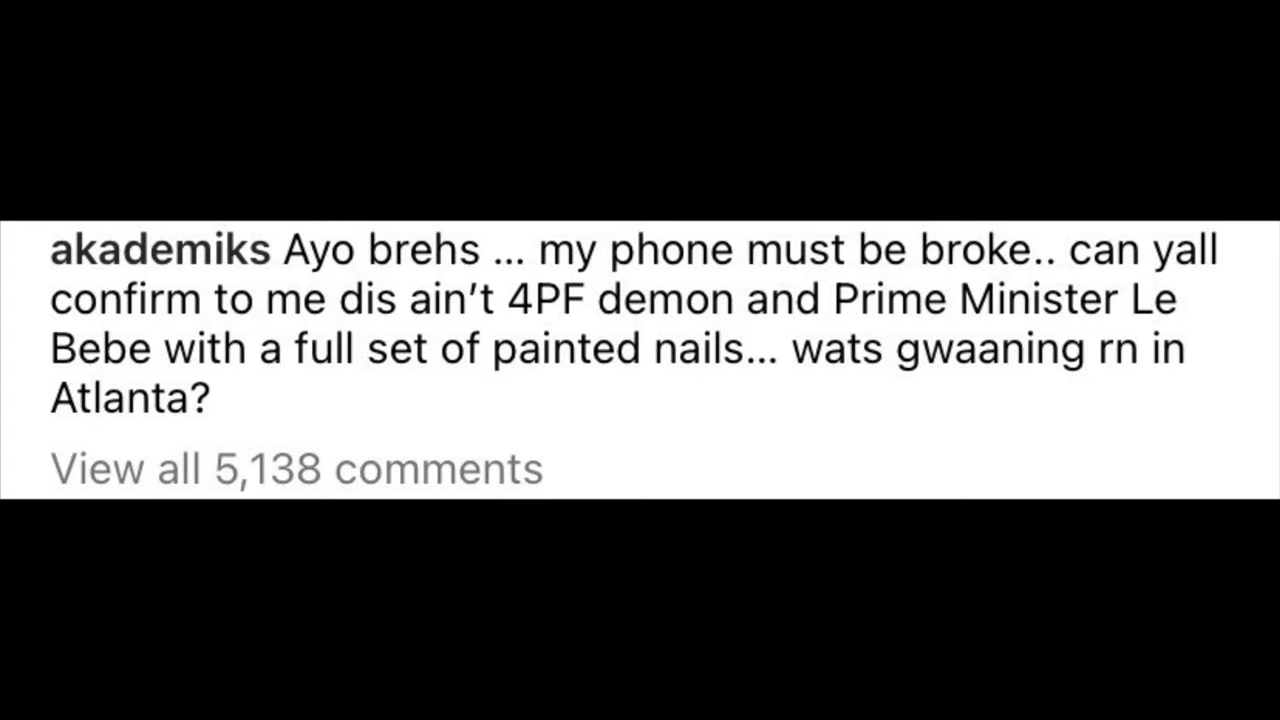 akademiks Ayo brehs ... my phone must be broke.. can yall
confirm to me dis ain’t 4PF demon and Prime Minister Le
Bebe with a full set of painted nails... wats gwaaning rn in
Atlanta?
View all 5,138 comments